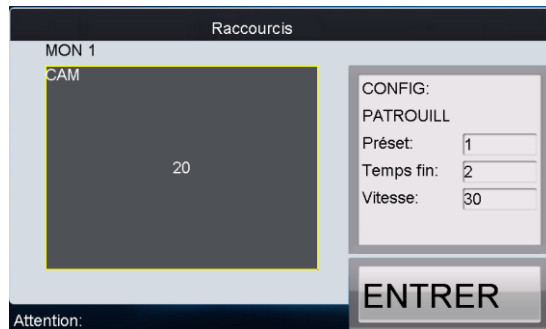 Raccourcis
MON 1
CAM
20
CONFIG:
PATROUILL
Préset: 1
Temps fin: 2
Vitesse: 30
ENTRER
Attention: